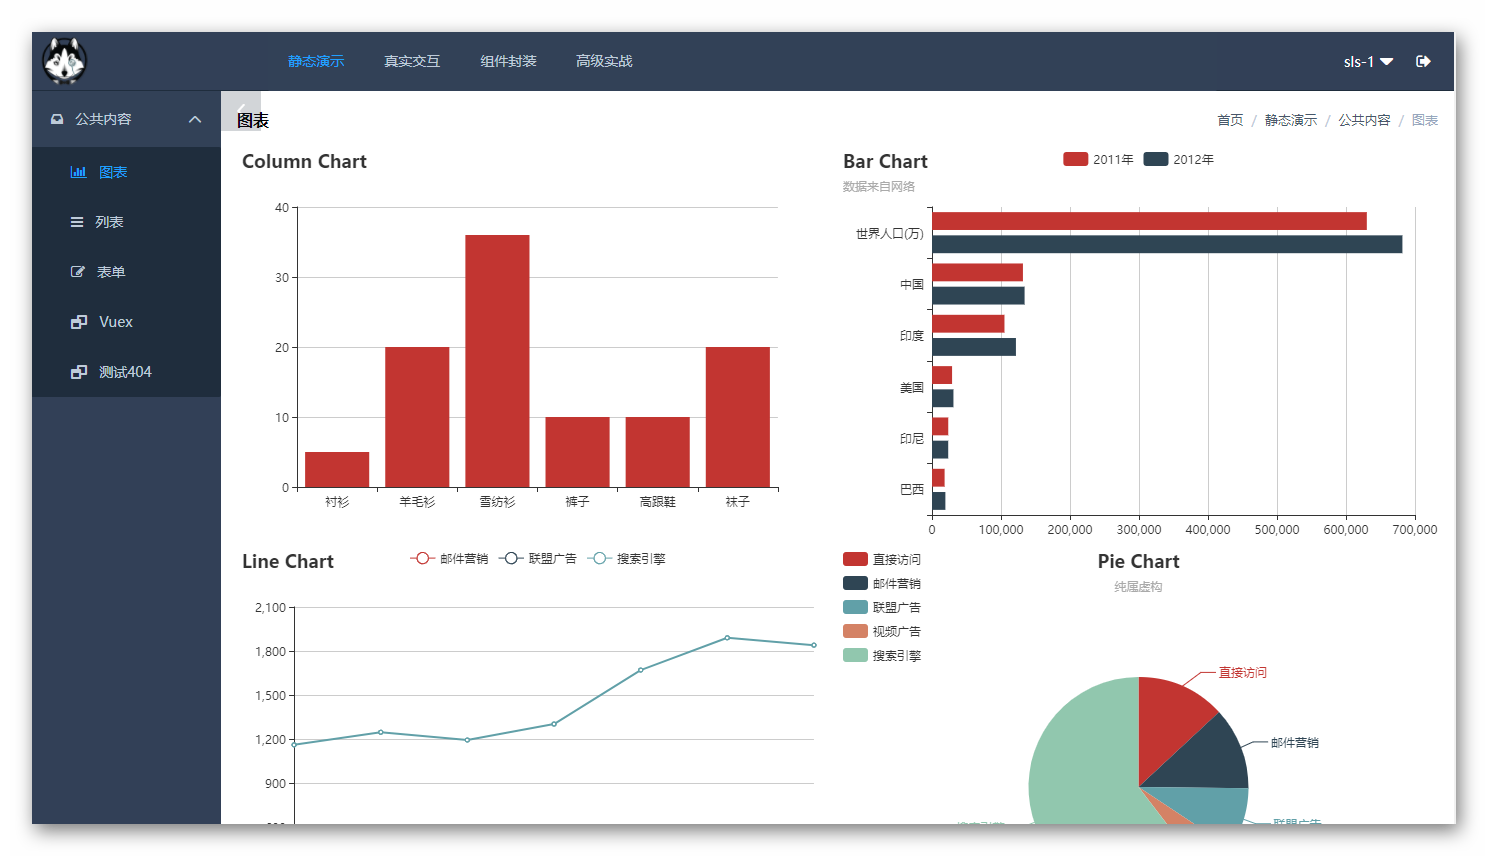 静态演示 真实交互 组件封装 高级实战 sls-1
公共内容
图表
列表
表单
Vuex
测试404
图表
首页 / 静态演示 / 公共内容 / 图表
Column Chart
40
30
20
10
0
衬衫 羊毛衫 雪纺衫 裤子 高跟鞋 袜子
Bar Chart
数据来自网络
2011年 2012年
世界人口(万)
中国
印度
美国
印尼
巴西
0 100,000 200,000 300,000 400,000 500,000 600,000 700,000
Line Chart
邮件营销 联盟广告 搜索引擎
2,100
1,800
1,500
1,200
900
直接访问
邮件营销
联盟广告
视频广告
搜索引擎
Pie Chart
纯属虚构
直接访问
邮件营销
联盟广告